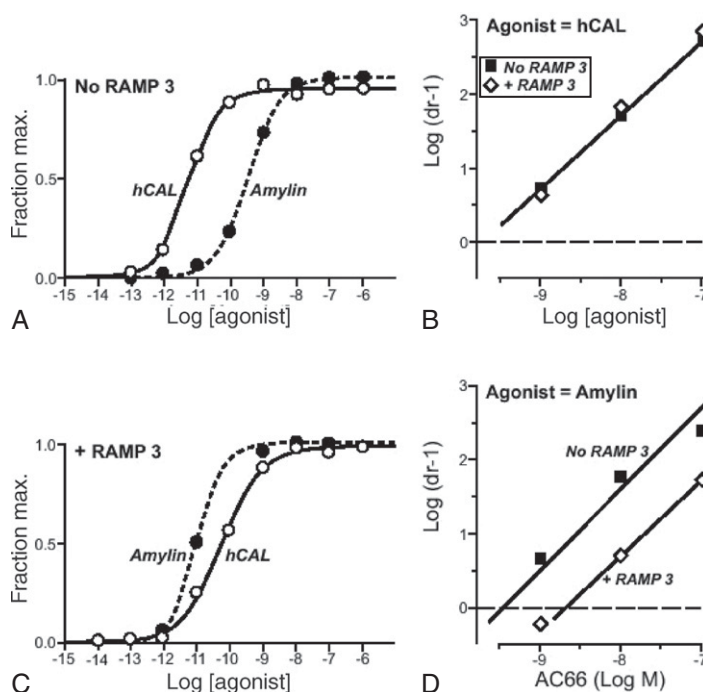 No RAMP 3
Fraction max.
1.0
0.5
0.0
hCAL
Amylin
-15 -14 -13 -12 -11 -10 -9 -8 -7 -6
Log [agonist]
A
Agonist = hCAL
No RAMP 3
+ RAMP 3
Log (dr-1)
3
2
1
0
-9 -8 -7
Log [agonist]
B
+ RAMP 3
Fraction max.
1.0
0.5
0.0
Amylin
hCAL
-15 -14 -13 -12 -11 -10 -9 -8 -7 -6
Log [agonist]
C
Agonist = Amylin
Log (dr-1)
3
2
1
0
No RAMP 3
+ RAMP 3
-9 -8 -7
AC66 (Log M)
D